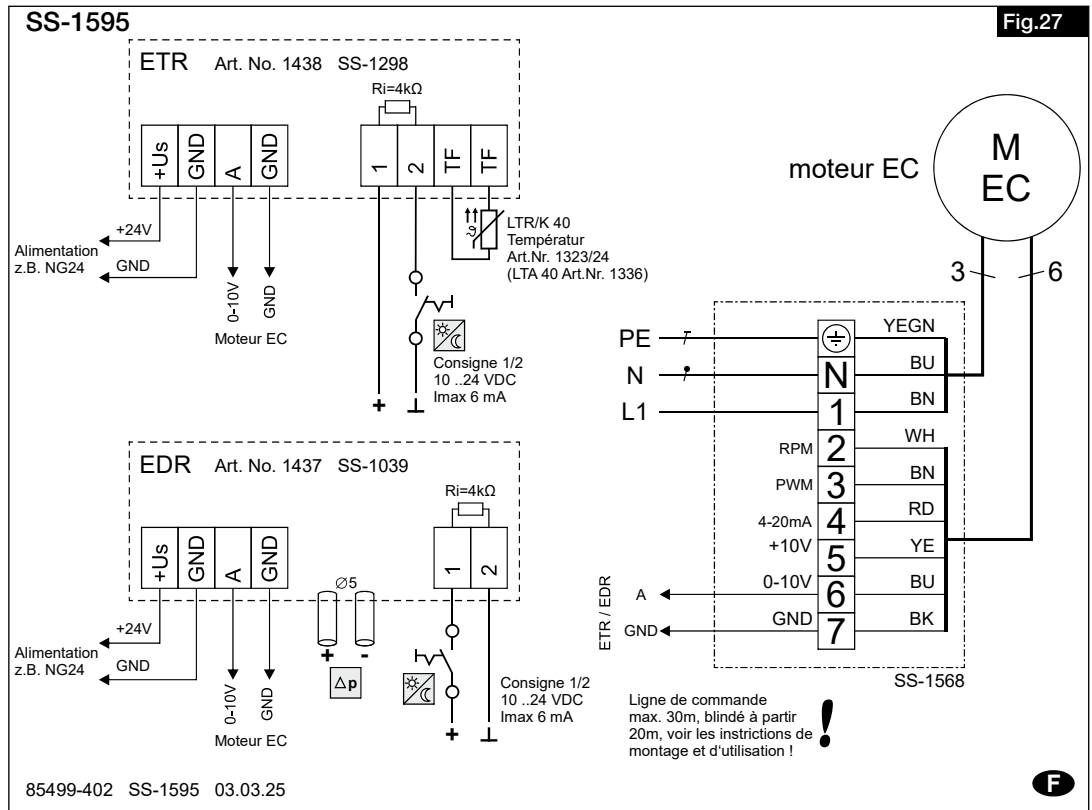 SS-1595
Fig.27
ETR Art. No. 1438 SS-1298
Ri=4kΩ
+Us
GND
A
GND
1
2
TF
TF
+24V
Alimentation
z.B. NG24
GND
0-10V
GND
Moteur EC
ϑ
LTR/K 40
Températur
Art.Nr. 1323/24
(LTA 40 Art.Nr. 1336)
Consigne 1/2
10 ..24 VDC
Imax 6 mA
+
⊥
EDR Art. No. 1437 SS-1039
Ri=4kΩ
+Us
GND
A
GND
1
2
∅5
+24V
Alimentation
z.B. NG24
GND
0-10V
GND
Moteur EC
+ -
Δp
Consigne 1/2
10 ..24 VDC
Imax 6 mA
+
⊥
moteur EC
M
EC
3
6
PE YEGN
N N BU
L1 1 BN
RPM 2 WH
PWM 3 BN
4-20mA 4 RD
+10V 5 YE
0-10V 6 BU
GND 7 BK
ETR / EDR
A
GND
SS-1568
Ligne de commande
max. 30m, blindé à partir
20m, voir les instrictions de
montage et d'utilisation !
!
85499-402 SS-1595 03.03.25
F